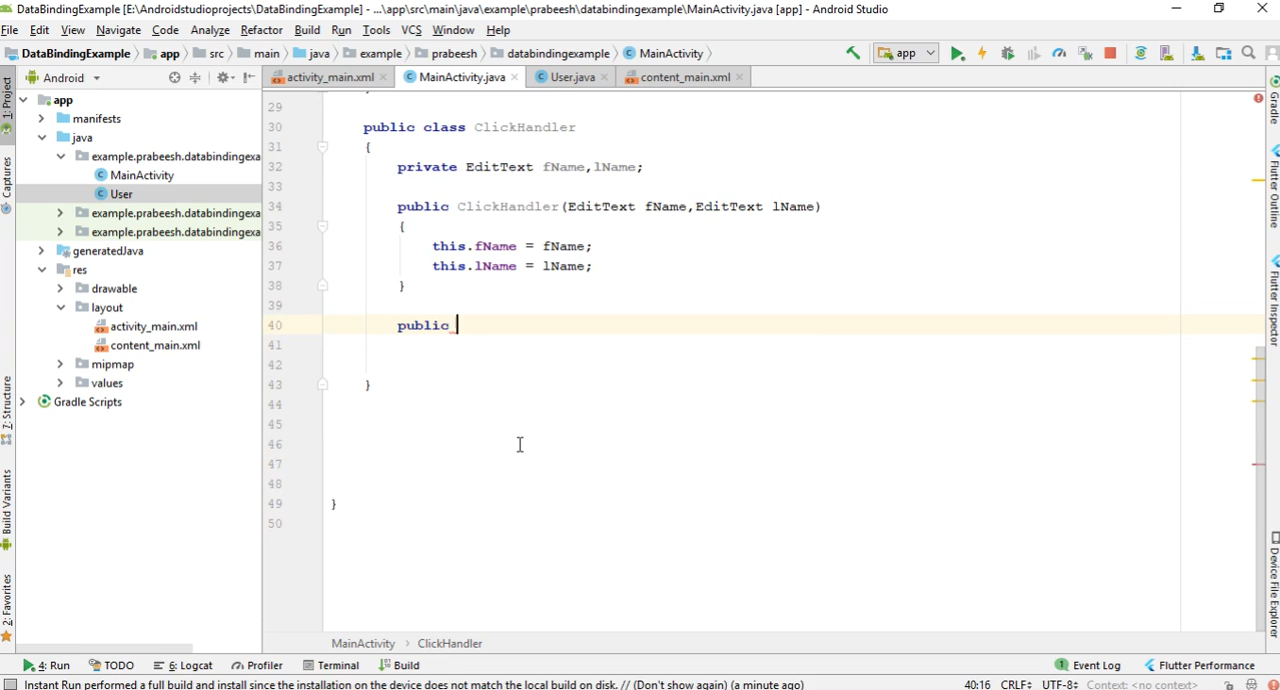 DataBindingExample [E:\Androidstudioprojects\DataBindingExample] - ...\app\src\main\java\example\prabeesh\databindingexample\MainActivity.java [app] - Android Studio
File Edit View Navigate Code Analyze Refactor Build Run Tools VCS Window Help
DataBindingExample app src main java example prabeesh databindingexample MainActivity app
Android activity_main.xml MainActivity.java User.java content_main.xml
1: Project
Captures
7: Structure
Build Variants
2: Favorites
app
manifests
java
example.prabeesh.databindingexa
MainActivity
User
example.prabeesh.databindingexa
example.prabeesh.databindingexa
generatedJava
res
drawable
layout
activity_main.xml
content_main.xml
mipmap
values
Gradle Scripts
29
30 public class ClickHandler
31 {
32 private EditText fName,lName;
33
34 public ClickHandler(EditText fName,EditText lName)
35 {
36 this.fName = fName;
37 this.lName = lName;
38 }
39
40 public
41
42
43 }
44
45
46
47
48
49 }
50
Gradle
Flutter Outline
Flutter Inspector
Device File Explorer
MainActivity › ClickHandler
4: Run TODO 6: Logcat Profiler Terminal Build 1 Event Log Flutter Performance
Instant Run performed a full build and install since the installation on the device does not match the local build on disk. // (Don't show again) (a minute ago) 40:16 CRLF UTF-8 Context: <no context>